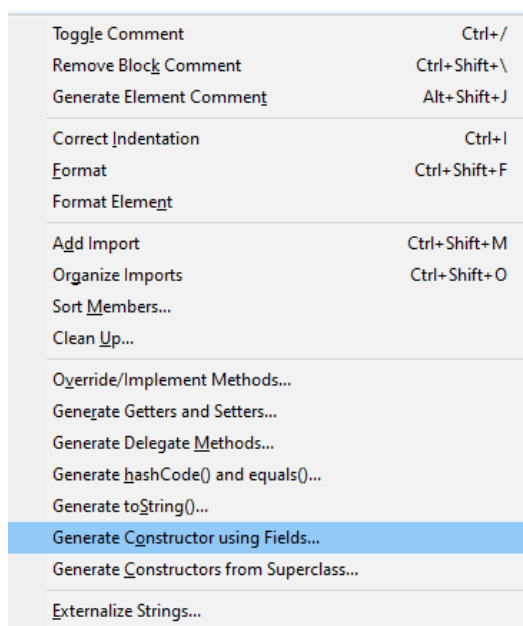 Toggle Comment Ctrl+/
Remove Block Comment Ctrl+Shift+\
Generate Element Comment Alt+Shift+J
Correct Indentation Ctrl+I
Format Ctrl+Shift+F
Format Element
Add Import Ctrl+Shift+M
Organize Imports Ctrl+Shift+O
Sort Members...
Clean Up...
Override/Implement Methods...
Generate Getters and Setters...
Generate Delegate Methods...
Generate hashCode() and equals()...
Generate toString()...
Generate Constructor using Fields...
Generate Constructors from Superclass...
Externalize Strings...